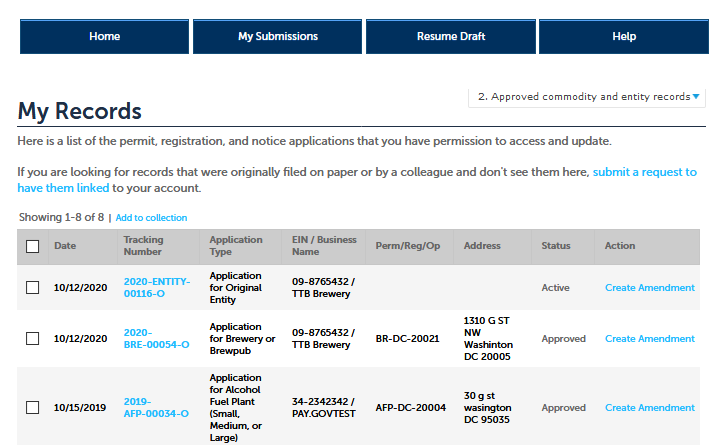 Home My Submissions Resume Draft Help
2. Approved commodity and entity records
My Records
Here is a list of the permit, registration, and notice applications that you have permission to access and update.
If you are looking for records that were originally filed on paper or by a colleague and don't see them here, submit a request to
have them linked to your account.
Showing 1-8 of 8 | Add to collection
Date Tracking Number Application Type EIN / Business Name Perm/Reg/Op Address Status Action
10/12/2020 2020-ENTITY-00116-O Application for Original Entity 09-8765432 / TTB Brewery Active Create Amendment
10/12/2020 2020-BRE-00054-O Application for Brewery or Brewpub 09-8765432 / TTB Brewery BR-DC-20021 1310 G ST NW Washinton DC 20005 Approved Create Amendment
10/15/2019 2019-AFP-00034-O Application for Alcohol Fuel Plant (Small, Medium, or Large) 34-2342342 / PAY.GOVTEST AFP-DC-20004 30 g st wasington DC 95035 Approved Create Amendment